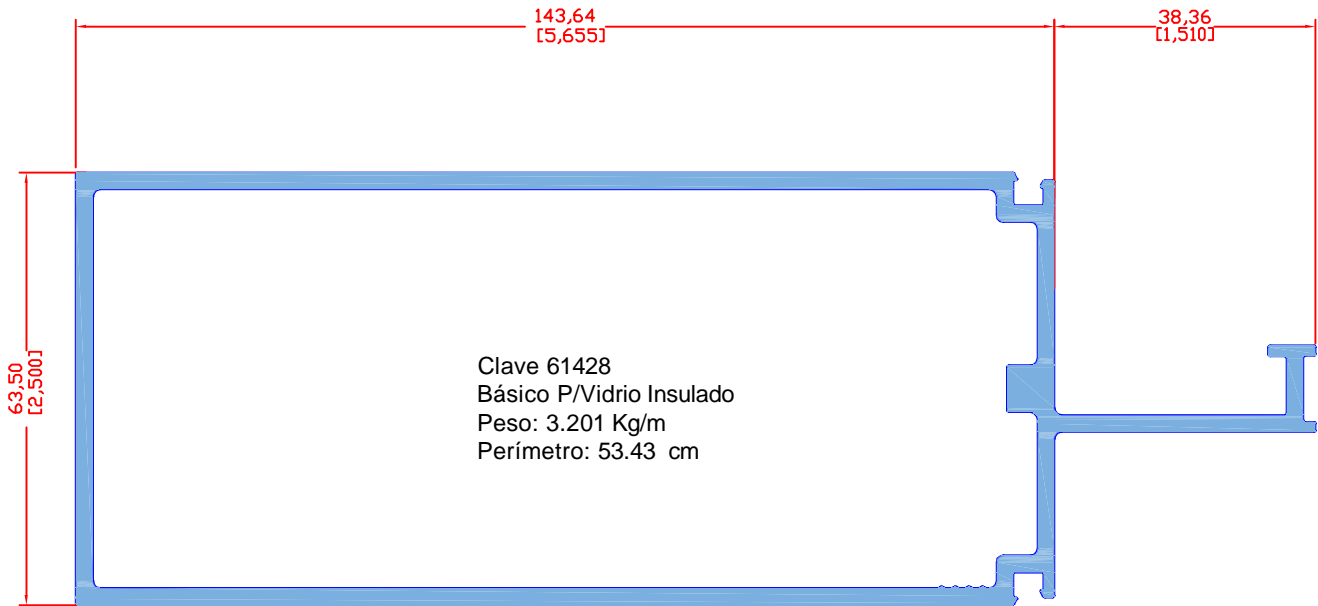 143,64
[5,655]
38,36
[1,510]
63,50
[2,500]
Clave 61428
Básico P/Vidrio Insulado
Peso: 3.201 Kg/m
Perímetro: 53.43 cm